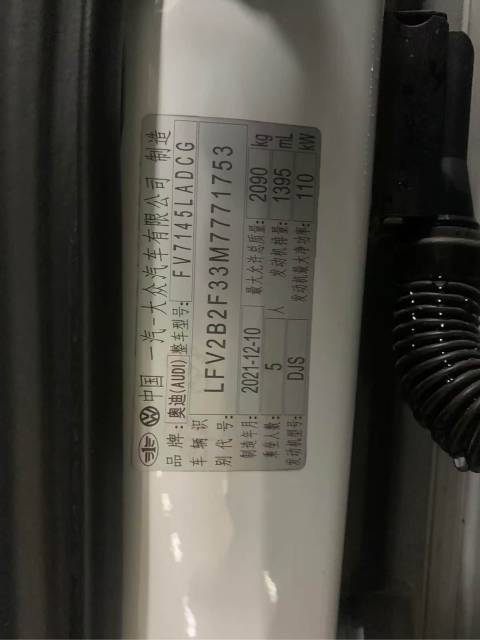 中国 一汽-大众汽车有限公司 制造
品牌: 奥迪(AUDI) 整车型号: FV7145LADCG
车辆识别代号: LFV2B2F33M7771753
制造年月: 2021-12-10 最大允许总质量: 2090 kg
乘坐人数: 5 人 发动机排量: 1395 mL
发动机型号: DJS 发动机最大净功率: 110 kW